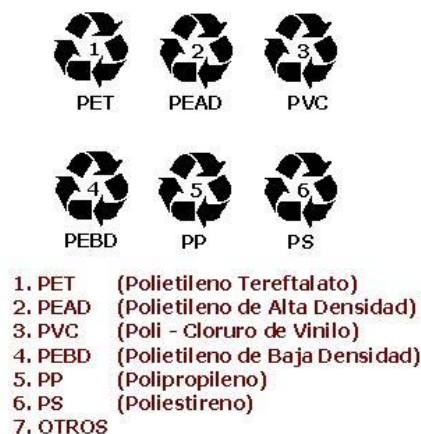 1 2 3
PET PEAD PVC
4 5 6
PEBD PP PS
1. PET (Polietileno Tereftalato)
2. PEAD (Polietileno de Alta Densidad)
3. PVC (Poli - Cloruro de Vinilo)
4. PEBD (Polietileno de Baja Densidad)
5. PP (Polipropileno)
6. PS (Poliestireno)
7. OTROS